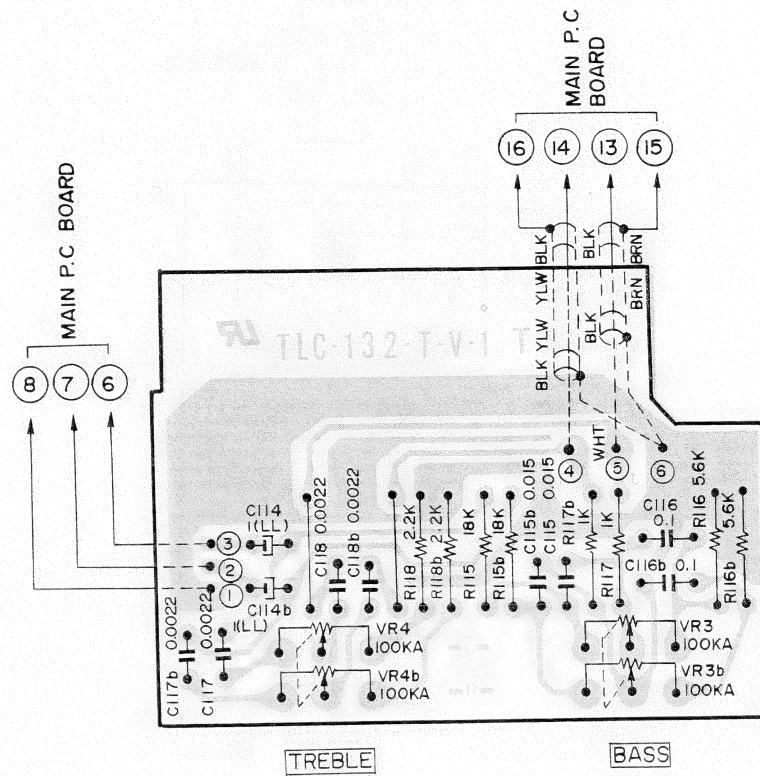 MAIN P.C
BOARD
16 14 13 15
MAIN P.C BOARD
8 7 6
BLK
BLK
BRN
YLW
BRN
YLW
BLK
BLK
TLC-132-T-V-1 T
WHT
4 5 6
3
2
1
C114
1(LL)
C114b
1(LL)
C117b 0.0022
C117 0.0022
C118 0.0022
C118b 0.0022
R118 2.2K
R118b 2.2K
R115 18K
R115b 18K
C115b 0.015
C115 0.015
R117b 1K
R117 1K
C116
0.1
C116b 0.1
R116 5.6K
R116b 5.6K
VR4
100KA
VR4b
100KA
VR3
100KA
VR3b
100KA
TREBLE
BASS